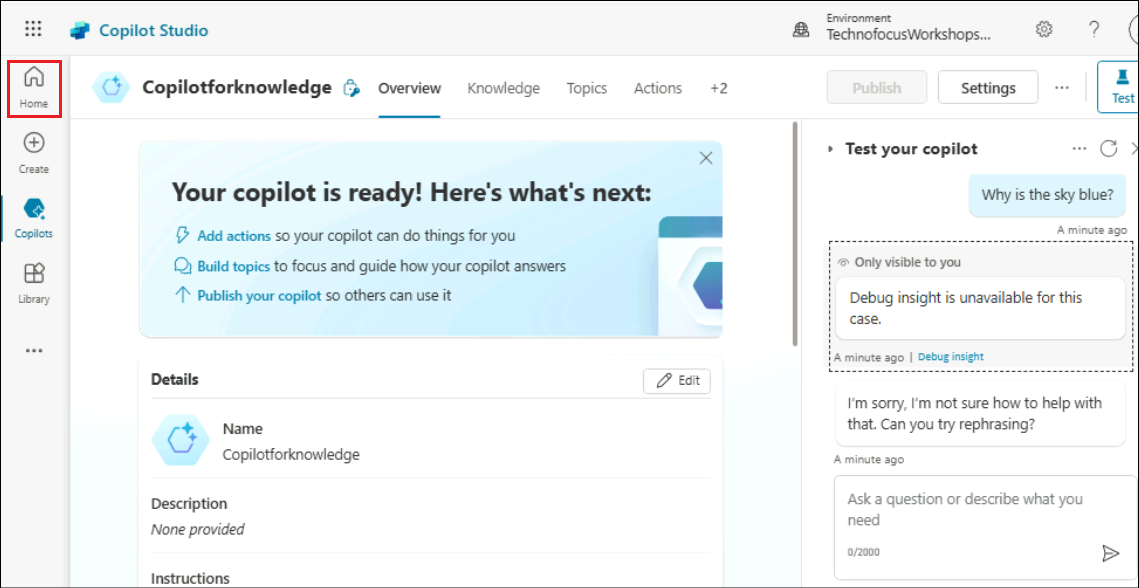 Copilot Studio
Environment
TechnofocusWorkshops...
?
Home
Create
Copilots
Library
...
Copilotforknowledge
Overview
Knowledge
Topics
Actions
+2
Publish
Settings
...
Test
Your copilot is ready! Here's what's next:
Add actions so your copilot can do things for you
Build topics to focus and guide how your copilot answers
Publish your copilot so others can use it
Details
Edit
Name
Copilotforknowledge
Description
None provided
Instructions
Test your copilot
...
Why is the sky blue?
A minute ago
Only visible to you
Debug insight is unavailable for this
case.
A minute ago | Debug insight
I'm sorry, I'm not sure how to help with
that. Can you try rephrasing?
A minute ago
Ask a question or describe what you
need
0/2000